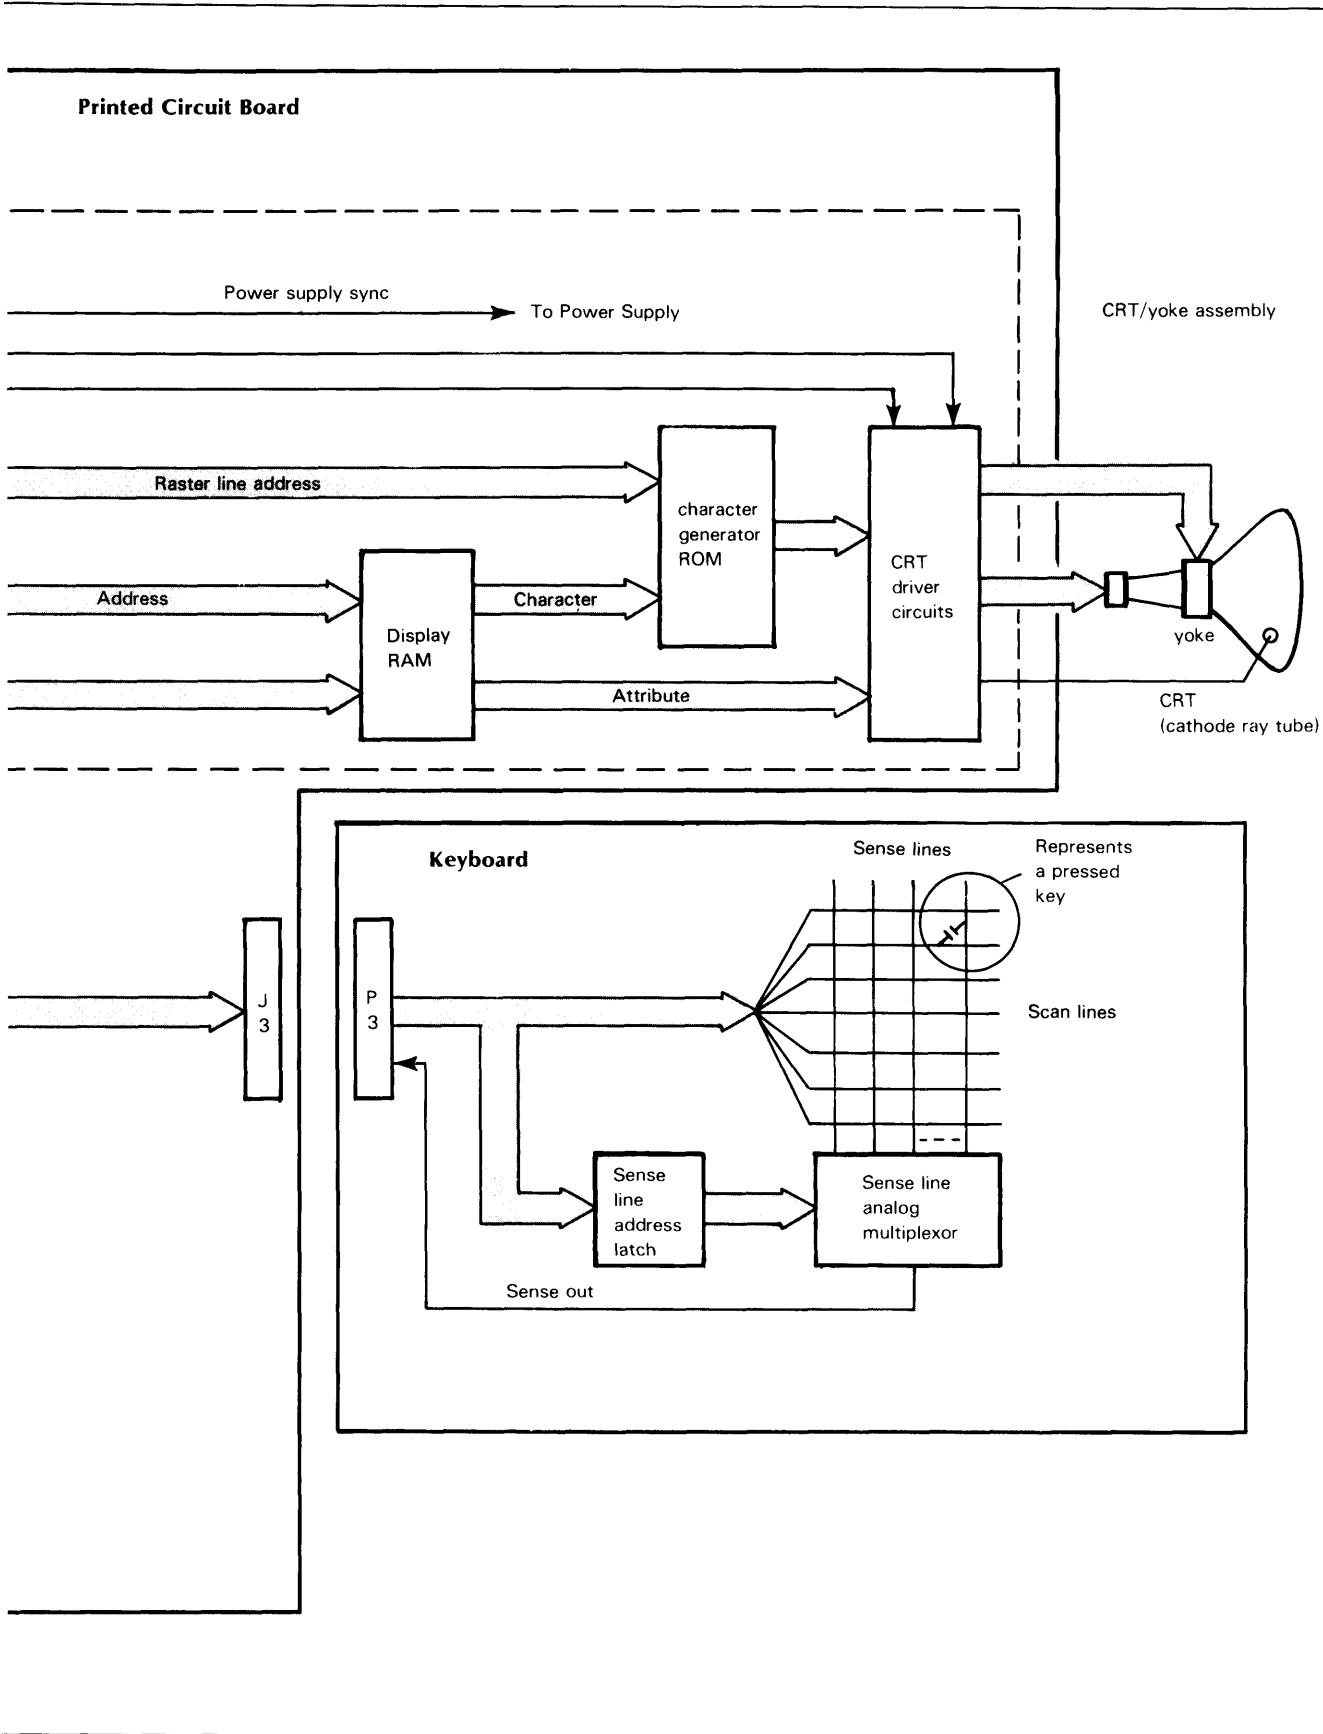 Printed Circuit Board
Power supply sync
To Power Supply
CRT/yoke assembly
Raster line address
character
generator
ROM
CRT
driver
circuits
Address
Character
Display
RAM
yoke
Attribute
CRT
(cathode ray tube)
Keyboard
Sense lines
Represents
a pressed
key
J
3
P
3
Scan lines
Sense
line
address
latch
Sense line
analog
multiplexor
Sense out